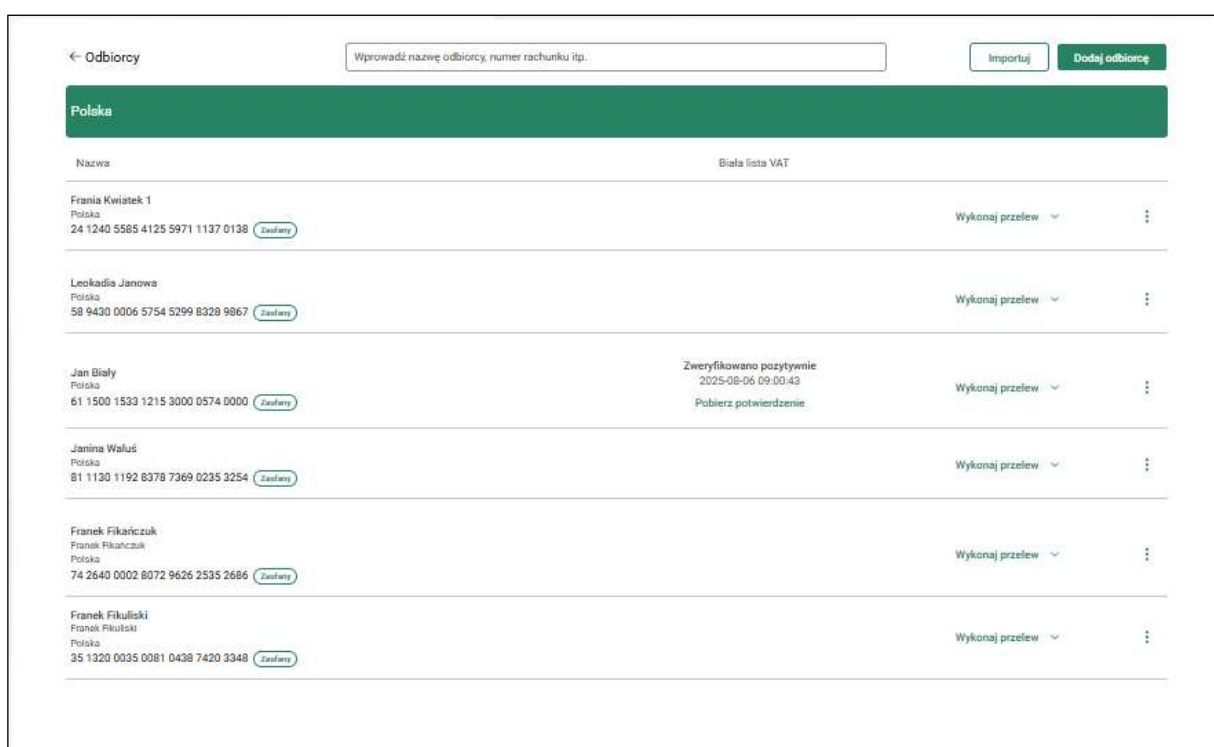 ← Odbiorcy
Wprowadź nazwę odbiorcy, numer rachunku itp.
Importuj
Dodaj odbiorcę
Polska
Nazwa
Biała lista VAT
Frania Kwiatek 1
Polska
24 1240 5585 4125 5971 1137 0138 Zaufany
Wykonaj przelew
Leokadia Janowa
Polska
58 9430 0006 5754 5299 8328 9867 Zaufany
Wykonaj przelew
Jan Biały
Polska
61 1500 1533 1215 3000 0574 0000 Zaufany
Zweryfikowano pozytywnie
2025-08-06 09:00:43
Pobierz potwierdzenie
Wykonaj przelew
Janina Waluś
Polska
81 1130 1192 8378 7369 0235 3254 Zaufany
Wykonaj przelew
Franek Fikańczuk
Franek Fikańczuk
Polska
74 2640 0002 8072 9626 2535 2686 Zaufany
Wykonaj przelew
Franek Fikuliski
Franek Fikuliski
Polska
35 1320 0035 0081 0438 7420 3348 Zaufany
Wykonaj przelew